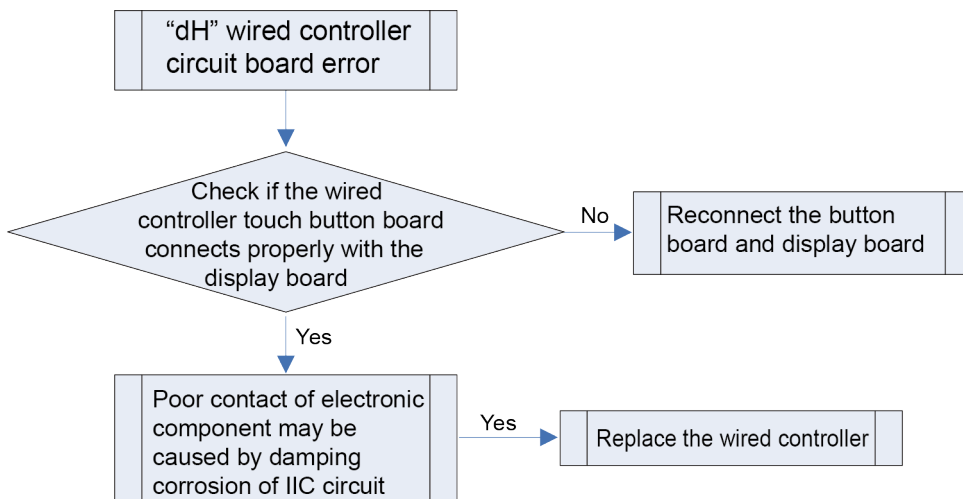 “dH” wired controller
circuit board error
Check if the wired
controller touch button board
connects properly with the
display board
No
Reconnect the button
board and display board
Yes
Poor contact of electronic
component may be
caused by damping
corrosion of IIC circuit
Yes
Replace the wired controller